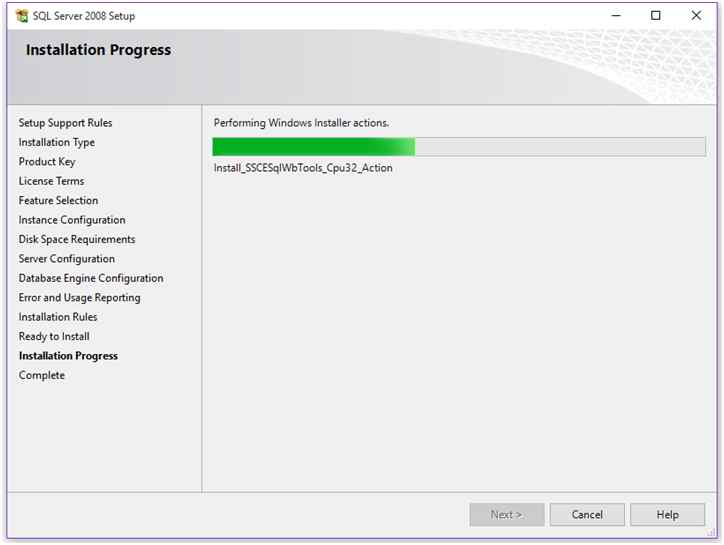 SQL Server 2008 Setup
Installation Progress
Setup Support Rules
Installation Type
Product Key
License Terms
Feature Selection
Instance Configuration
Disk Space Requirements
Server Configuration
Database Engine Configuration
Error and Usage Reporting
Installation Rules
Ready to Install
Installation Progress
Complete
Performing Windows Installer actions.
Install_SSCESqlWbTools_Cpu32_Action
Next >
Cancel
Help